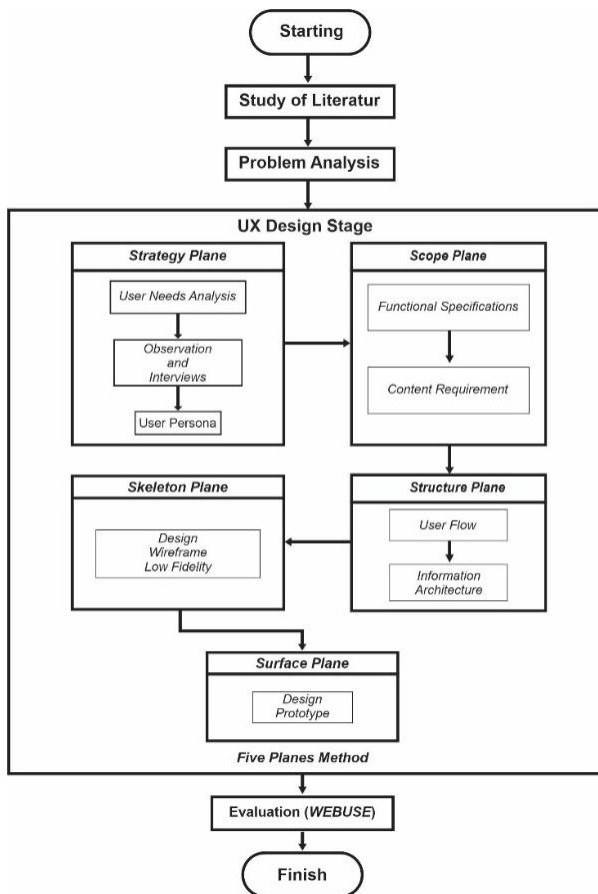 Starting
Study of Literatur
Problem Analysis
UX Design Stage
Strategy Plane
User Needs Analysis
Observation
and
Interviews
User Persona
Scope Plane
Functional Specifications
Content Requirement
Structure Plane
User Flow
Information
Architecture
Skeleton Plane
Design
Wireframe
Low Fidelity
Surface Plane
Design
Prototype
Five Planes Method
Evaluation (WEBUSE)
Finish